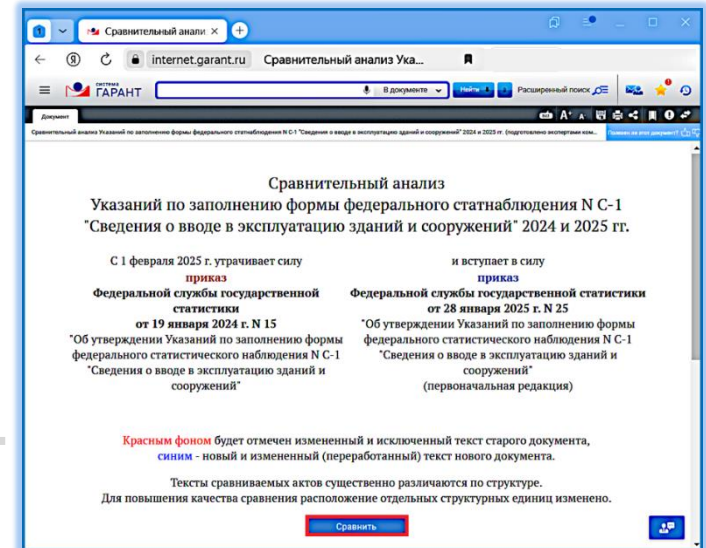 1
Сравнительный анали ×
internet.garant.ru Сравнительный анализ Ука...
СИСТЕМА
ГАРАНТ
В документе
Найти
Расширенный поиск
Документ
Сравнительный анализ Указаний по заполнению формы федерального статнаблюдения N С-1 "Сведения о вводе в эксплуатацию зданий и сооружений" 2024 и 2025 гг. (подготовлено экспертами ком...
Сравнительный анализ
Указаний по заполнению формы федерального статнаблюдения N С-1
"Сведения о вводе в эксплуатацию зданий и сооружений" 2024 и 2025 гг.
С 1 февраля 2025 г. утрачивает силу
приказ
Федеральной службы государственной
статистики
от 19 января 2024 г. N 15
"Об утверждении Указаний по заполнению формы
федерального статистического наблюдения N С-1
"Сведения о вводе в эксплуатацию зданий и
сооружений"
и вступает в силу
приказ
Федеральной службы государственной статистики
от 28 января 2025 г. N 25
"Об утверждении Указаний по заполнению формы
федерального статистического наблюдения N С-1
"Сведения о вводе в эксплуатацию зданий и
сооружений"
(первоначальная редакция)
Красным фоном будет отмечен измененный и исключенный текст старого документа,
синим - новый и измененный (переработанный) текст нового документа.
Тексты сравниваемых актов существенно различаются по структуре.
Для повышения качества сравнения расположение отдельных структурных единиц изменено.
Сравнить